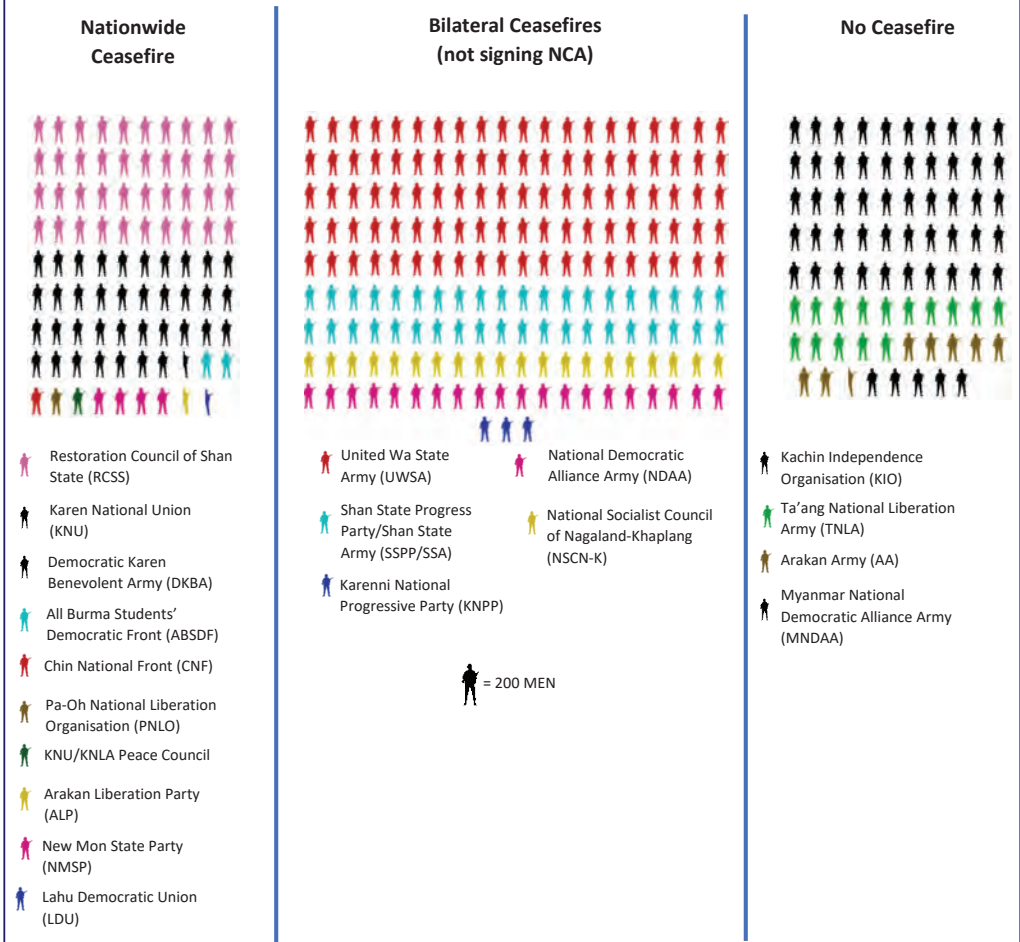 Nationwide
Ceasefire
Bilateral Ceasefires
(not signing NCA)
No Ceasefire
Restoration Council of Shan
State (RCSS)
Karen National Union
(KNU)
Democratic Karen
Benevolent Army (DKBA)
All Burma Students’
Democratic Front (ABSDF)
Chin National Front (CNF)
Pa-Oh National Liberation
Organisation (PNLO)
KNU/KNLA Peace Council
Arakan Liberation Party
(ALP)
New Mon State Party
(NMSP)
Lahu Democratic Union
(LDU)
United Wa State
Army (UWSA)
Shan State Progress
Party/Shan State
Army (SSPP/SSA)
Karenni National
Progressive Party (KNPP)
National Democratic
Alliance Army (NDAA)
National Socialist Council
of Nagaland-Khaplang
(NSCN-K)
= 200 MEN
Kachin Independence
Organisation (KIO)
Ta’ang National Liberation
Army (TNLA)
Arakan Army (AA)
Myanmar National
Democratic Alliance Army
(MNDAA)